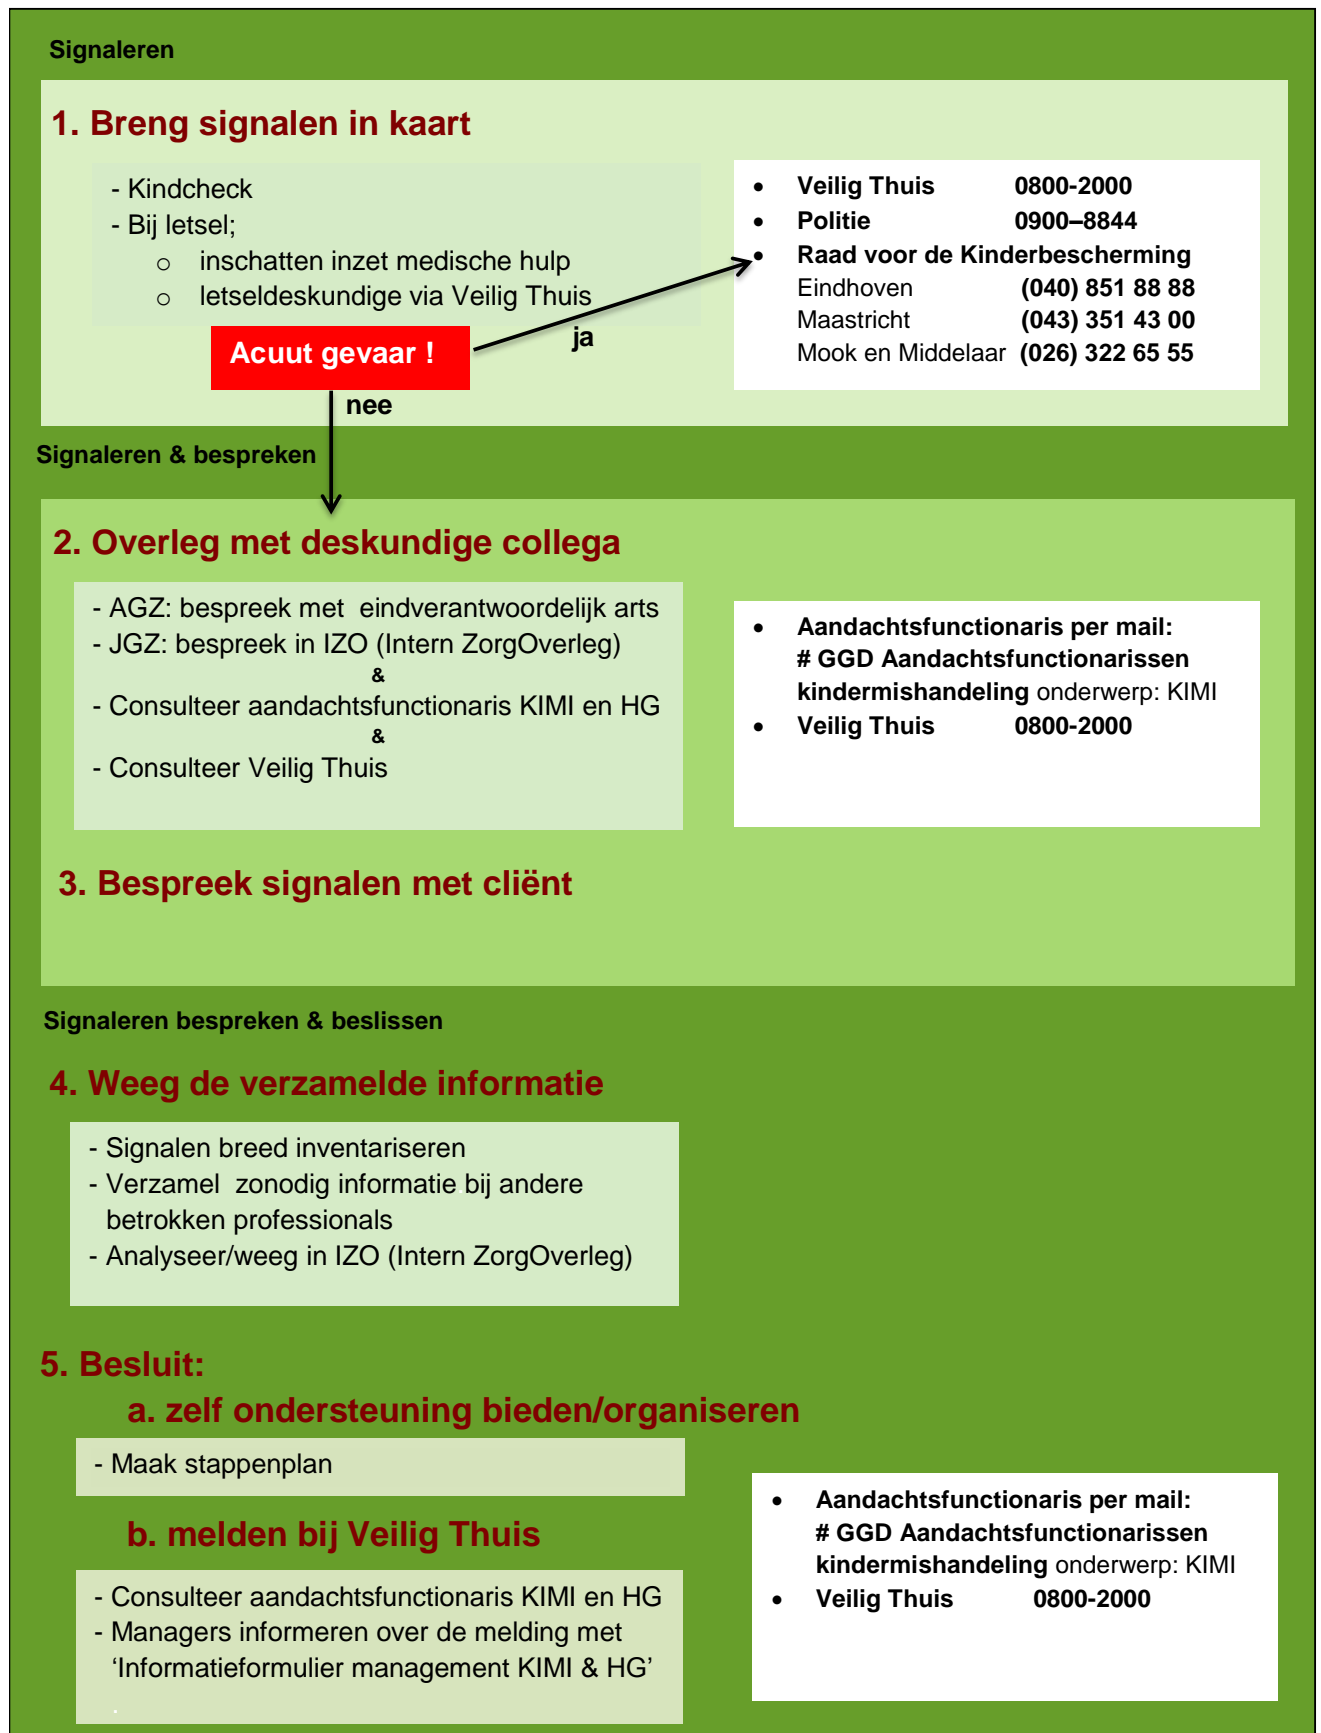 Signaleren
1. Breng signalen in kaart
- Kindcheck
- Bij letsel;
o inschatten inzet medische hulp
o letseldeskundige via Veilig Thuis
• Veilig Thuis 0800-2000
• Politie 0900–8844
• Raad voor de Kinderbescherming
Eindhoven (040) 851 88 88
Maastricht (043) 351 43 00
Mook en Middelaar (026) 322 65 55
Acuut gevaar !
ja
nee
Signaleren & bespreken
2. Overleg met deskundige collega
- AGZ: bespreek met eindverantwoordelijk arts
- JGZ: bespreek in IZO (Intern ZorgOverleg)
&
- Consulteer aandachtsfunctionaris KIMI en HG
&
- Consulteer Veilig Thuis
• Aandachtsfunctionaris per mail:
# GGD Aandachtsfunctionarissen
kindermishandeling onderwerp: KIMI
• Veilig Thuis 0800-2000
3. Bespreek signalen met cliënt
Signaleren bespreken & beslissen
4. Weeg de verzamelde informatie
- Signalen breed inventariseren
- Verzamel zonodig informatie bij andere
betrokken professionals
- Analyseer/weeg in IZO (Intern ZorgOverleg)
5. Besluit:
a. zelf ondersteuning bieden/organiseren
- Maak stappenplan
b. melden bij Veilig Thuis
- Consulteer aandachtsfunctionaris KIMI en HG
- Managers informeren over de melding met
‘Informatieformulier management KIMI & HG’
.
• Aandachtsfunctionaris per mail:
# GGD Aandachtsfunctionarissen
kindermishandeling onderwerp: KIMI
• Veilig Thuis 0800-2000